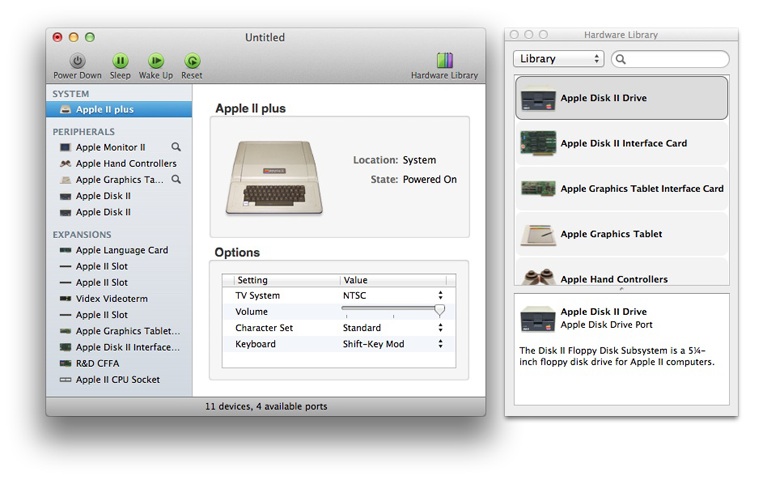 Untitled
Power Down Sleep Wake Up Reset Hardware Library
SYSTEM
Apple II plus
PERIPHERALS
Apple Monitor II
Apple Hand Controllers
Apple Graphics Ta...
Apple Disk II
Apple Disk II
EXPANSIONS
Apple Language Card
Apple II Slot
Apple II Slot
Videx Videoterm
Apple II Slot
Apple Graphics Tablet...
Apple Disk II Interface...
R&D CFFA
Apple II CPU Socket
Apple II plus
Location: System
State: Powered On
Options
Setting Value
TV System NTSC
Volume
Character Set Standard
Keyboard Shift-Key Mod
11 devices, 4 available ports
Hardware Library
Library
Apple Disk II Drive
Apple Disk II Interface Card
Apple Graphics Tablet Interface Card
Apple Graphics Tablet
Apple Hand Controllers
Apple Disk II Drive
Apple Disk Drive Port
The Disk II Floppy Disk Subsystem is a 5¼-
inch floppy disk drive for Apple II computers.